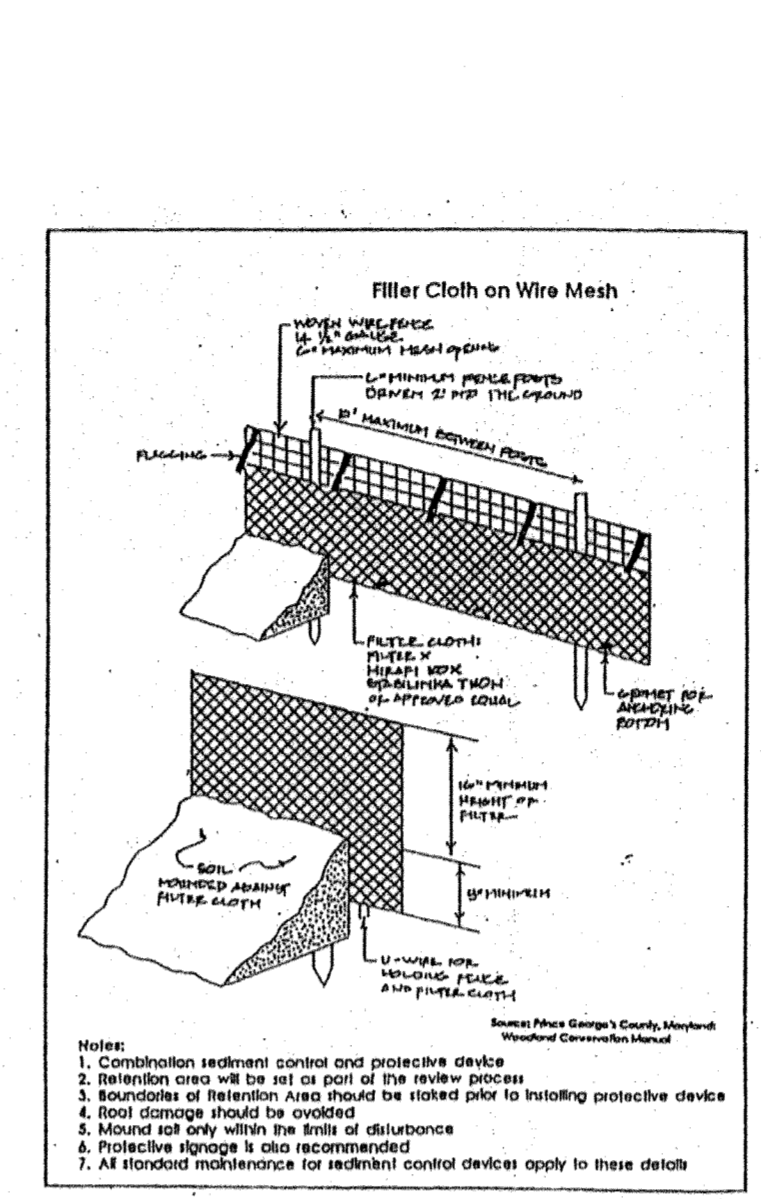 Filter Cloth on Wire Mesh
WOVEN WIRE FENCE
14 ½" GAUGE
6" MAXIMUM MESH OPENING
6" MINIMUM FENCE POSTS
DRIVEN 2' INTO THE GROUND
MAXIMUM BETWEEN POSTS
FLAGGING
FILTER CLOTH:
FILTER X
MIRAFI 100X
OR APPROVED EQUAL
GROMET FOR
ANCHORING
BOTTOM
16" MINIMUM
HEIGHT OF
FILTER
8" MINIMUM
SOIL
MOUNDED AGAINST
FILTER CLOTH
U-WIRE FOR
HOLDING FENCE
AND FILTER CLOTH
Source: Prince George's County, Maryland:
Woodland Conservation Manual
Notes:
1. Combination sediment control and protective device
2. Retention area will be set as part of the review process
3. Boundaries of Retention Area should be staked prior to installing protective device
4. Root damage should be avoided
5. Mound soil only within the limits of disturbance
6. Protective signage is also recommended
7. All standard maintenance for sediment control devices apply to these details